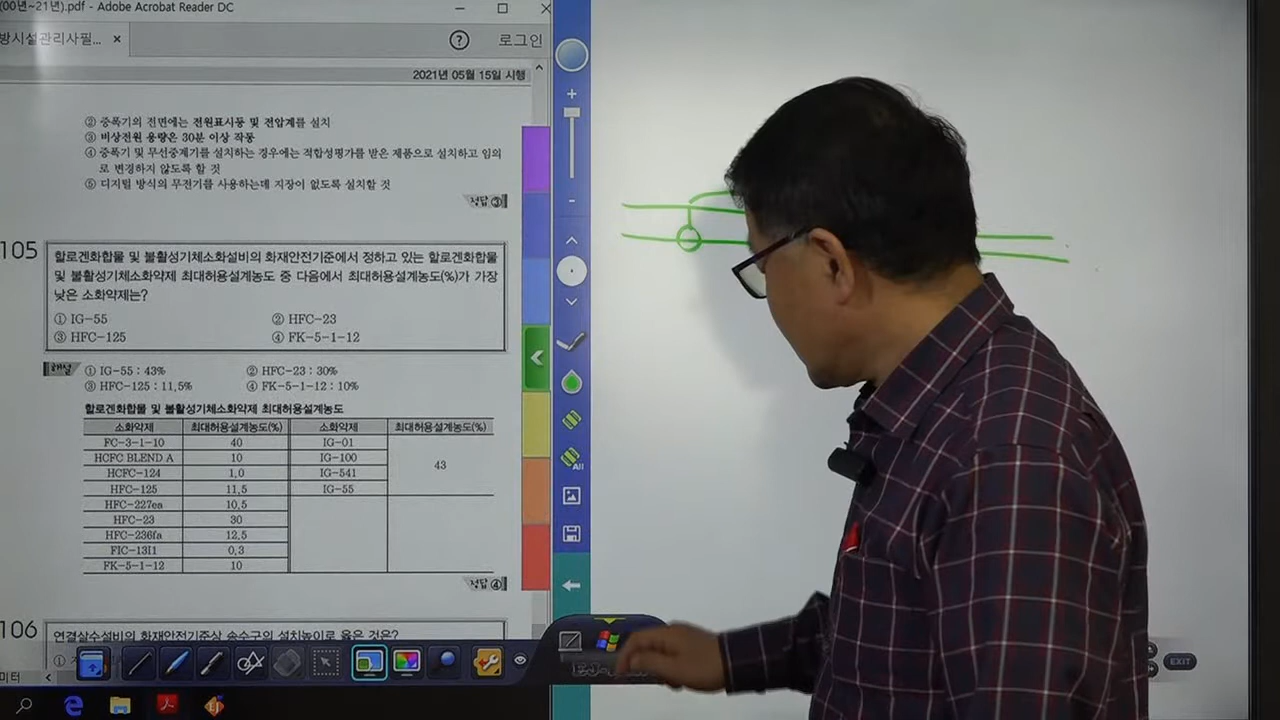 (00년~21년).pdf - Adobe Acrobat Reader DC
방시설관리사필... ×
로그인
2021년 05월 15일 시행
② 중폭기의 전면에는 전원표시등 및 전압계를 설치
③ 비상전원 용량은 30분 이상 작동
④ 중폭기 및 무선중계기를 설치하는 경우에는 적합성평가를 받은 제품으로 설치하고 임의
로 변경하지 않도록 할 것
⑤ 디지털 방식의 무전기를 사용하는데 지장이 없도록 설치할 것
정답 ③
105
할로겐화합물 및 불활성기체소화설비의 화재안전기준에서 정하고 있는 할로겐화합물
및 불활성기체소화약제 최대허용설계농도 중 다음에서 최대허용설계농도(%)가 가장
낮은 소화약제는?
① IG-55 ② HFC-23
③ HFC-125 ④ FK-5-1-12
해설 ① IG-55 : 43% ② HFC-23 : 30%
③ HFC-125 : 11.5% ④ FK-5-1-12 : 10%
할로겐화합물 및 불활성기체소화약제 최대허용설계농도
소화약제 최대허용설계농도(%) 소화약제 최대허용설계농도(%)
FC-3-1-10 40 IG-01
HCFC BLEND A 10 IG-100
43
HCFC-124 1.0 IG-541
HFC-125 11.5 IG-55
HFC-227ea 10.5
HFC-23 30
HFC-236fa 12.5
FIC-13I1 0.3
FK-5-1-12 10
정답 ④
106
연결살수설비의 화재안전기준상 송수구의 설치높이로 옳은 것은?
①
미터
All
EXIT